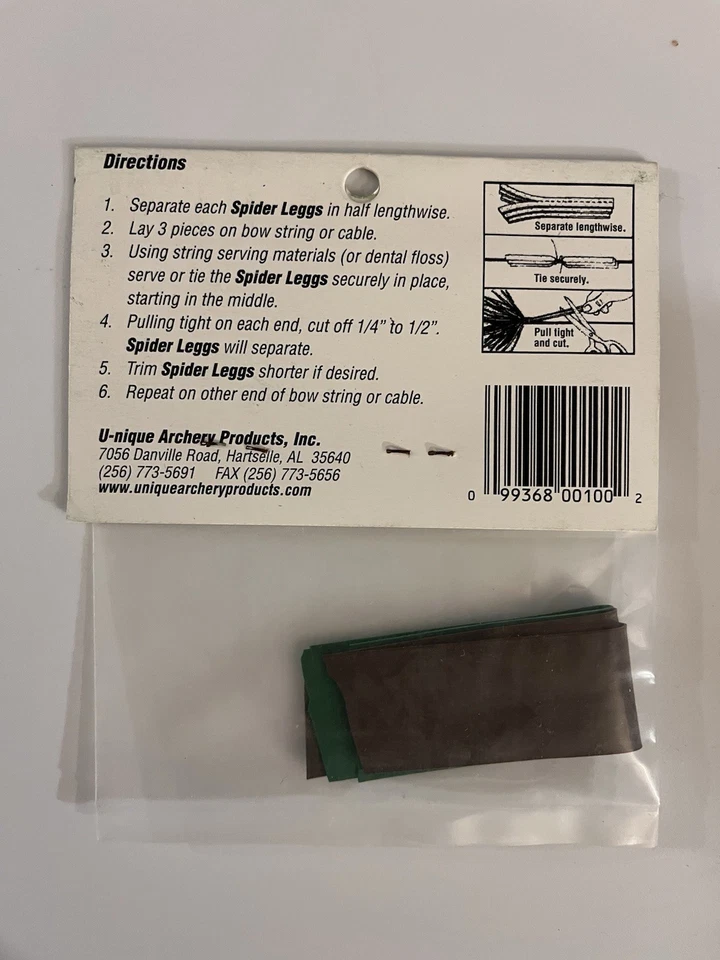 Directions
1. Separate each Spider Leggs in half lengthwise.
2. Lay 3 pieces on bow string or cable.
3. Using string serving materials (or dental floss)
serve or tie the Spider Leggs securely in place,
starting in the middle.
4. Pulling tight on each end, cut off 1/4" to 1/2".
Spider Leggs will separate.
5. Trim Spider Leggs shorter if desired.
6. Repeat on other end of bow string or cable.
U-nique Archery Products, Inc.
7056 Danville Road, Hartselle, AL 35640
(256) 773-5691 FAX (256) 773-5656
www.uniquearcheryproducts.com
Separate lengthwise.
Tie securely.
Pull tight
and cut.
0 99368 00100 2